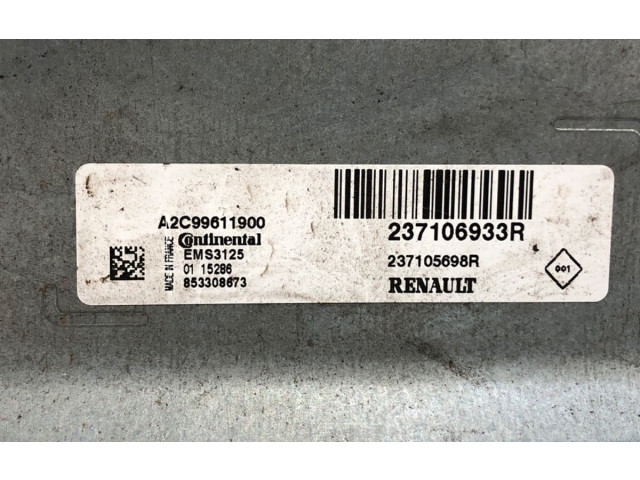 A2C99611900
MADE IN FRANCE
Continental
EMS3125
01 15286
853308673
237106933R
237105698R
RENAULT
001